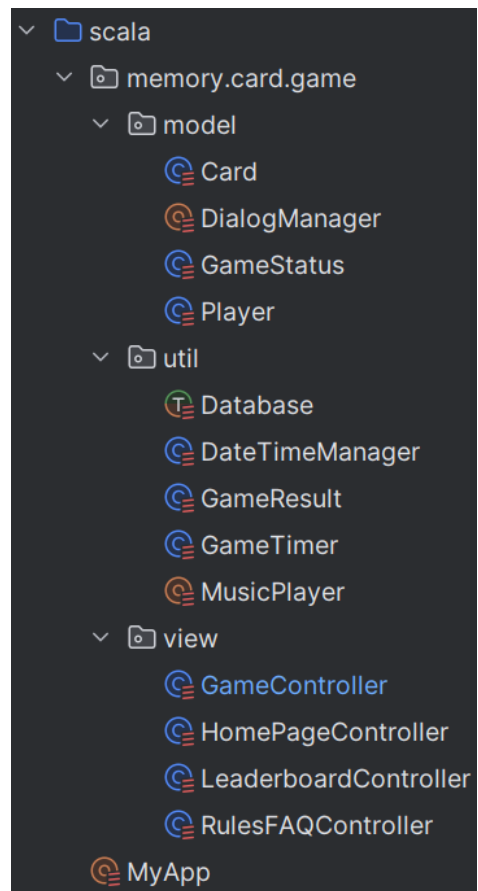 scala
memory.card.game
model
Card
DialogManager
GameStatus
Player
util
Database
DateTimeManager
GameResult
GameTimer
MusicPlayer
view
GameController
HomePageController
LeaderboardController
RulesFAQController
MyApp